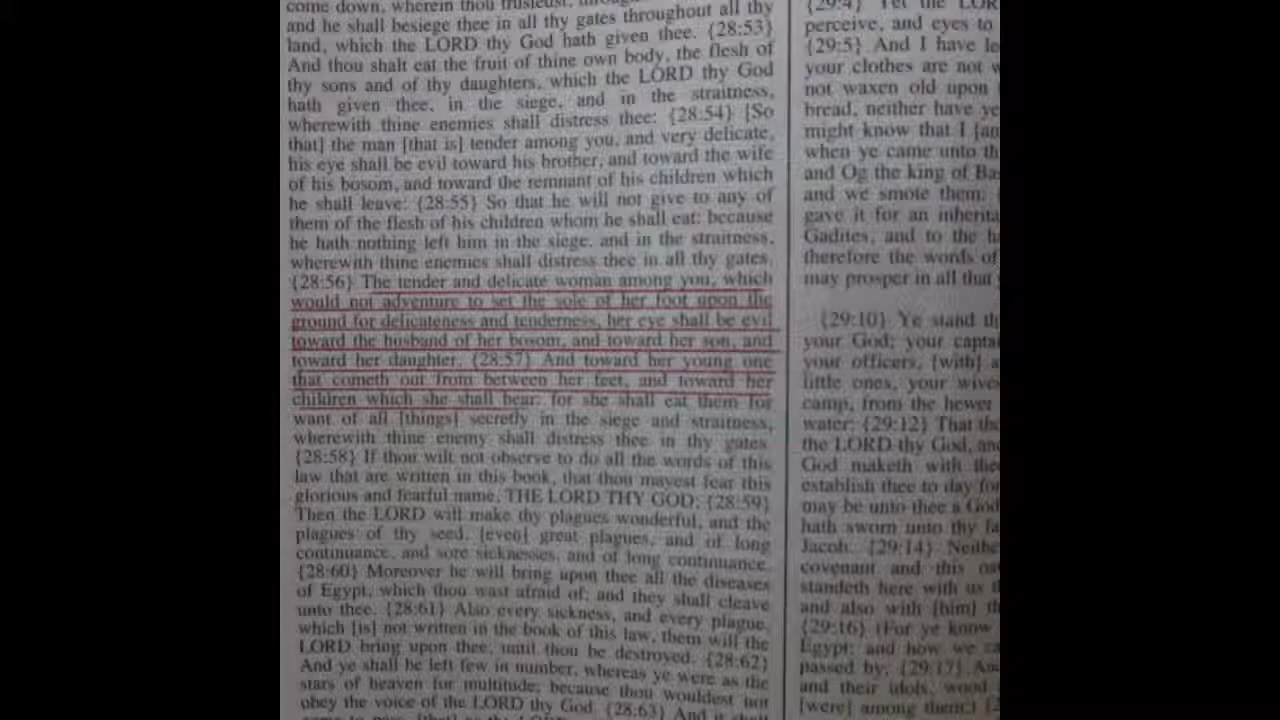 come down, wherein thou trustedst, throughout
and he shall besiege thee in all thy gates throughout all thy
land, which the LORD thy God hath given thee. {28:53}
And thou shalt eat the fruit of thine own body, the flesh of
thy sons and of thy daughters, which the LORD thy God
hath given thee, in the siege, and in the straitness,
wherewith thine enemies shall distress thee: {28:54} [So
that] the man [that is] tender among you, and very delicate,
his eye shall be evil toward his brother, and toward the wife
of his bosom, and toward the remnant of his children which
he shall leave: {28:55} So that he will not give to any of
them of the flesh of his children whom he shall eat: because
he hath nothing left him in the siege, and in the straitness,
wherewith thine enemies shall distress thee in all thy gates.
{28:56} The tender and delicate woman among you, which
would not adventure to set the sole of her foot upon the
ground for delicateness and tenderness, her eye shall be evil
toward the husband of her bosom, and toward her son, and
toward her daughter, {28:57} And toward her young one
that cometh out from between her feet, and toward her
children which she shall bear: for she shall eat them for
want of all [things] secretly in the siege and straitness,
wherewith thine enemy shall distress thee in thy gates.
{28:58} If thou wilt not observe to do all the words of this
law that are written in this book, that thou mayest fear this
glorious and fearful name, THE LORD THY GOD; {28:59}
Then the LORD will make thy plagues wonderful, and the
plagues of thy seed, [even] great plagues, and of long
continuance, and sore sicknesses, and of long continuance.
{28:60} Moreover he will bring upon thee all the diseases
of Egypt, which thou wast afraid of; and they shall cleave
unto thee. {28:61} Also every sickness, and every plague,
which [is] not written in the book of this law, them will the
LORD bring upon thee, until thou be destroyed. {28:62}
And ye shall be left few in number, whereas ye were as the
stars of heaven for multitude; because thou wouldest not
obey the voice of the LORD thy God. {28:63} And it shall
{29:4} Yet the LOR
perceive, and eyes to
{29:5} And I have le
your clothes are not w
not waxen old upon
bread, neither have ye
might know that I [am
when ye came unto th
and Og the king of Ba
and we smote them:
gave it for an inherita
Gadites, and to the h
therefore the words of
may prosper in all that
{29:10} Ye stand th
your God; your capta
your officers, [with] a
little ones, your wive
camp, from the hewer
water: {29:12} That tho
the LORD thy God, and
God maketh with thee
establish thee to day for
may be unto thee a God
hath sworn unto thy fa
Jacob. {29:14} Neithe
covenant and this oa
standeth here with us t
and also with [him] th
{29:16} (For ye know
Egypt; and how we ca
passed by; {29:17} And
and their idols, wood
[were] among them:)